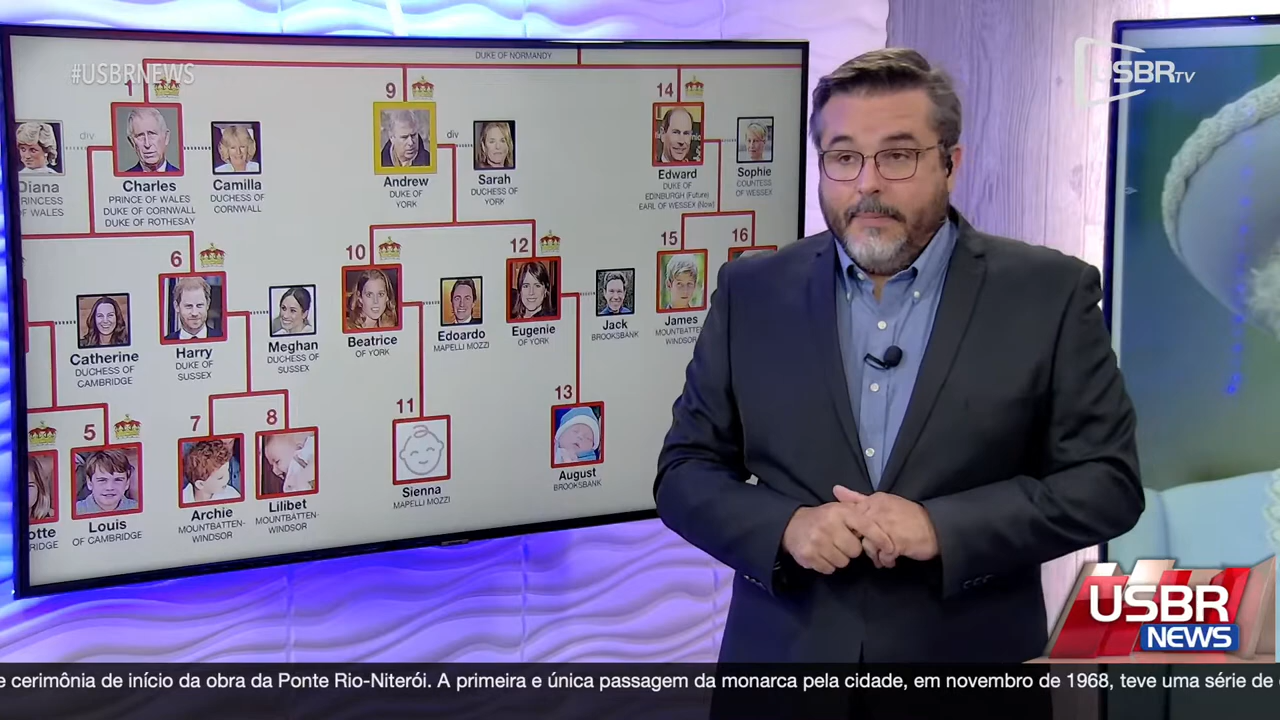 DUKE OF NORMANDY
#USBRNEWS
USBRTV
1
9
14
div
div
Diana
PRINCESS
OF WALES
Charles
PRINCE OF WALES
DUKE OF CORNWALL
DUKE OF ROTHESAY
Camilla
DUCHESS OF
CORNWALL
Andrew
DUKE OF
YORK
Sarah
DUCHESS OF
YORK
Edward
DUKE OF
EDINBURGH (Future)
EARL OF WESSEX (Now)
Sophie
COUNTESS
OF WESSEX
6
10
12
15
16
Catherine
DUCHESS OF
CAMBRIDGE
Harry
DUKE OF
SUSSEX
Meghan
DUCHESS OF
SUSSEX
Beatrice
OF YORK
Edoardo
MAPELLI MOZZI
Eugenie
OF YORK
Jack
BROOKSBANK
James
MOUNTBATTEN
WINDSOR
5
7
8
11
13
otte
RIDGE
Louis
OF CAMBRIDGE
Archie
MOUNTBATTEN-
WINDSOR
Lilibet
MOUNTBATTEN-
WINDSOR
Sienna
MAPELLI MOZZI
August
BROOKSBANK
USBR
NEWS
e cerimônia de início da obra da Ponte Rio-Niterói. A primeira e única passagem da monarca pela cidade, em novembro de 1968, teve uma série de